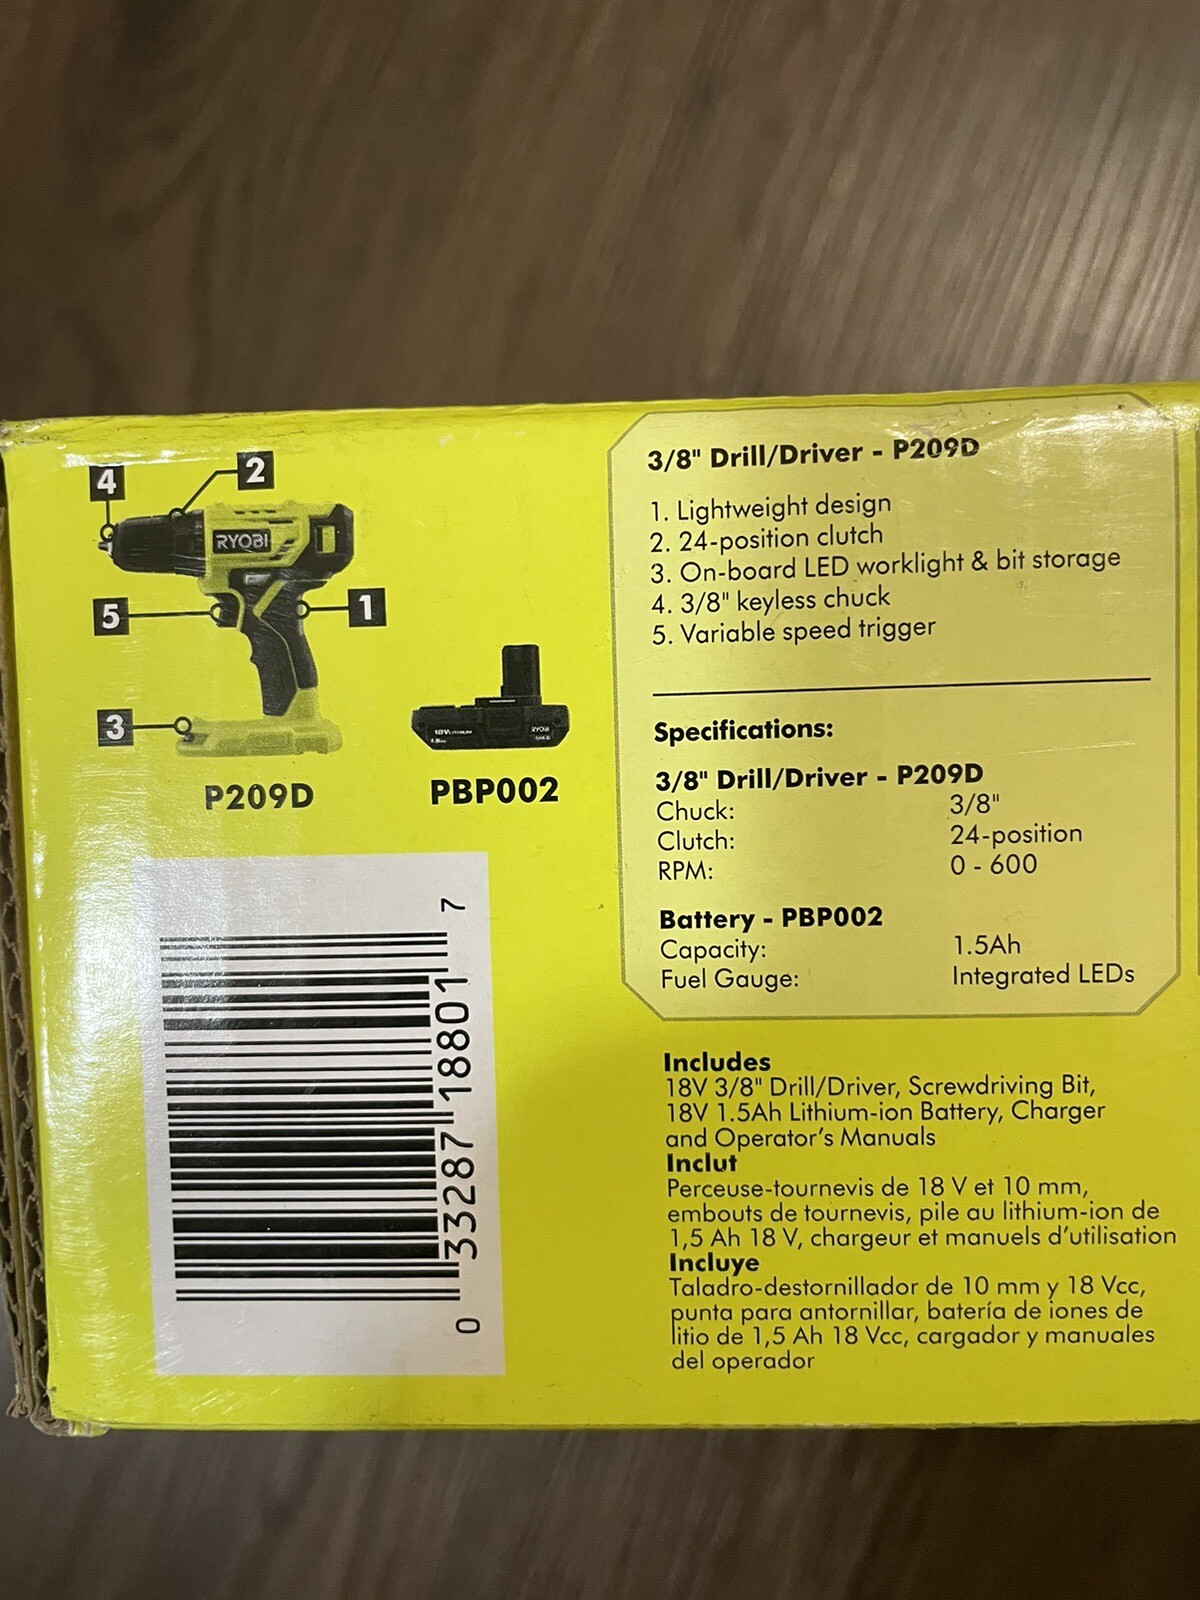 4
2
RYOBI
5
1
3
18V LITHIUM
1.5Ah
RYOBI
P209D
PBP002
0 33287 18801 7
3/8" Drill/Driver - P209D
1. Lightweight design
2. 24-position clutch
3. On-board LED worklight & bit storage
4. 3/8" keyless chuck
5. Variable speed trigger
Specifications:
3/8" Drill/Driver - P209D
Chuck: 3/8"
Clutch: 24-position
RPM: 0 - 600
Battery - PBP002
Capacity: 1.5Ah
Fuel Gauge: Integrated LEDs
Includes
18V 3/8" Drill/Driver, Screwdriving Bit,
18V 1.5Ah Lithium-ion Battery, Charger
and Operator's Manuals
Inclut
Perceuse-tournevis de 18 V et 10 mm,
embouts de tournevis, pile au lithium-ion de
1,5 Ah 18 V, chargeur et manuels d'utilisation
Incluye
Taladro-destornillador de 10 mm y 18 Vcc,
punta para antornillar, batería de iones de
litio de 1,5 Ah 18 Vcc, cargador y manuales
del operador